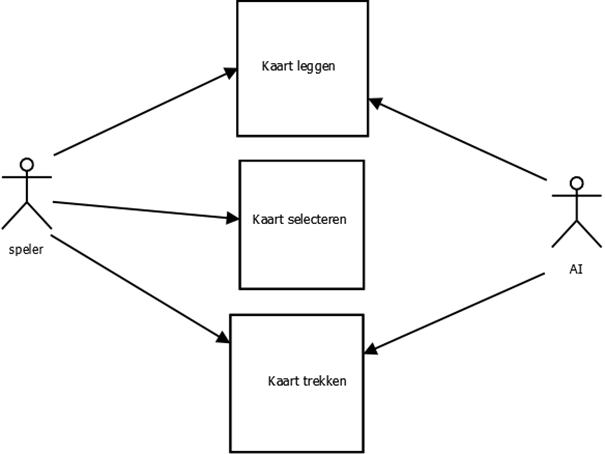 Kaart leggen
Kaart selecteren
speler
AI
Kaart trekken